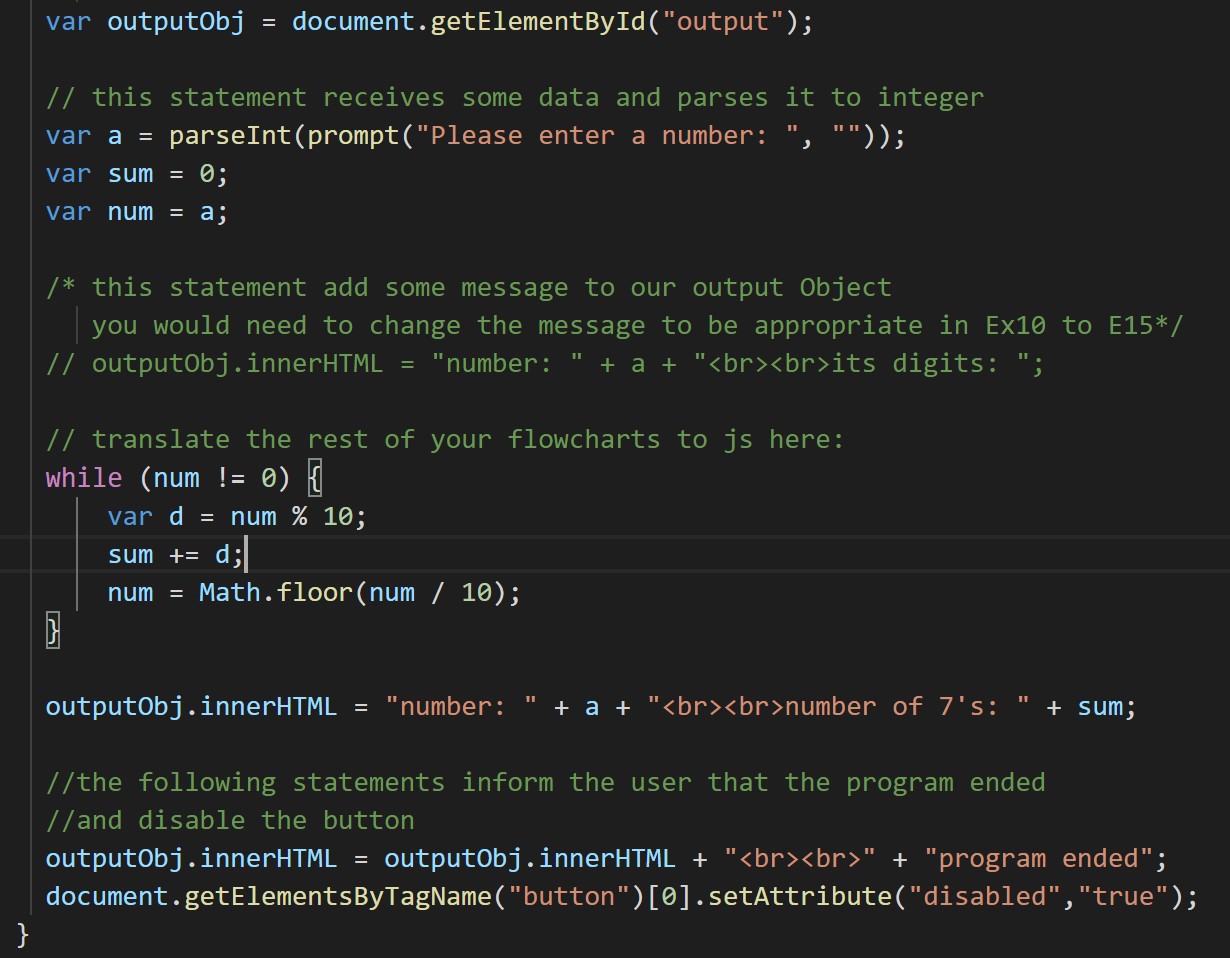 var outputObj = document.getElementById("output");
// this statement receives some data and parses it to integer
var a = parseInt(prompt("Please enter a number: ", ""));
var sum = 0;
var num = a;
/* this statement add some message to our output Object
you would need to change the message to be appropriate in Ex10 to E15*/
// outputObj.innerHTML = "number: " + a + "<br><br>its digits: ";
// translate the rest of your flowcharts to js here:
while (num != 0) {
var d = num % 10;
sum += d;
num = Math.floor(num / 10);
}
outputObj.innerHTML = "number: " + a + "<br><br>number of 7's: " + sum;
//the following statements inform the user that the program ended
//and disable the button
outputObj.innerHTML = outputObj.innerHTML + "<br><br>" + "program ended";
document.getElementsByTagName("button")[0].setAttribute("disabled","true");
}